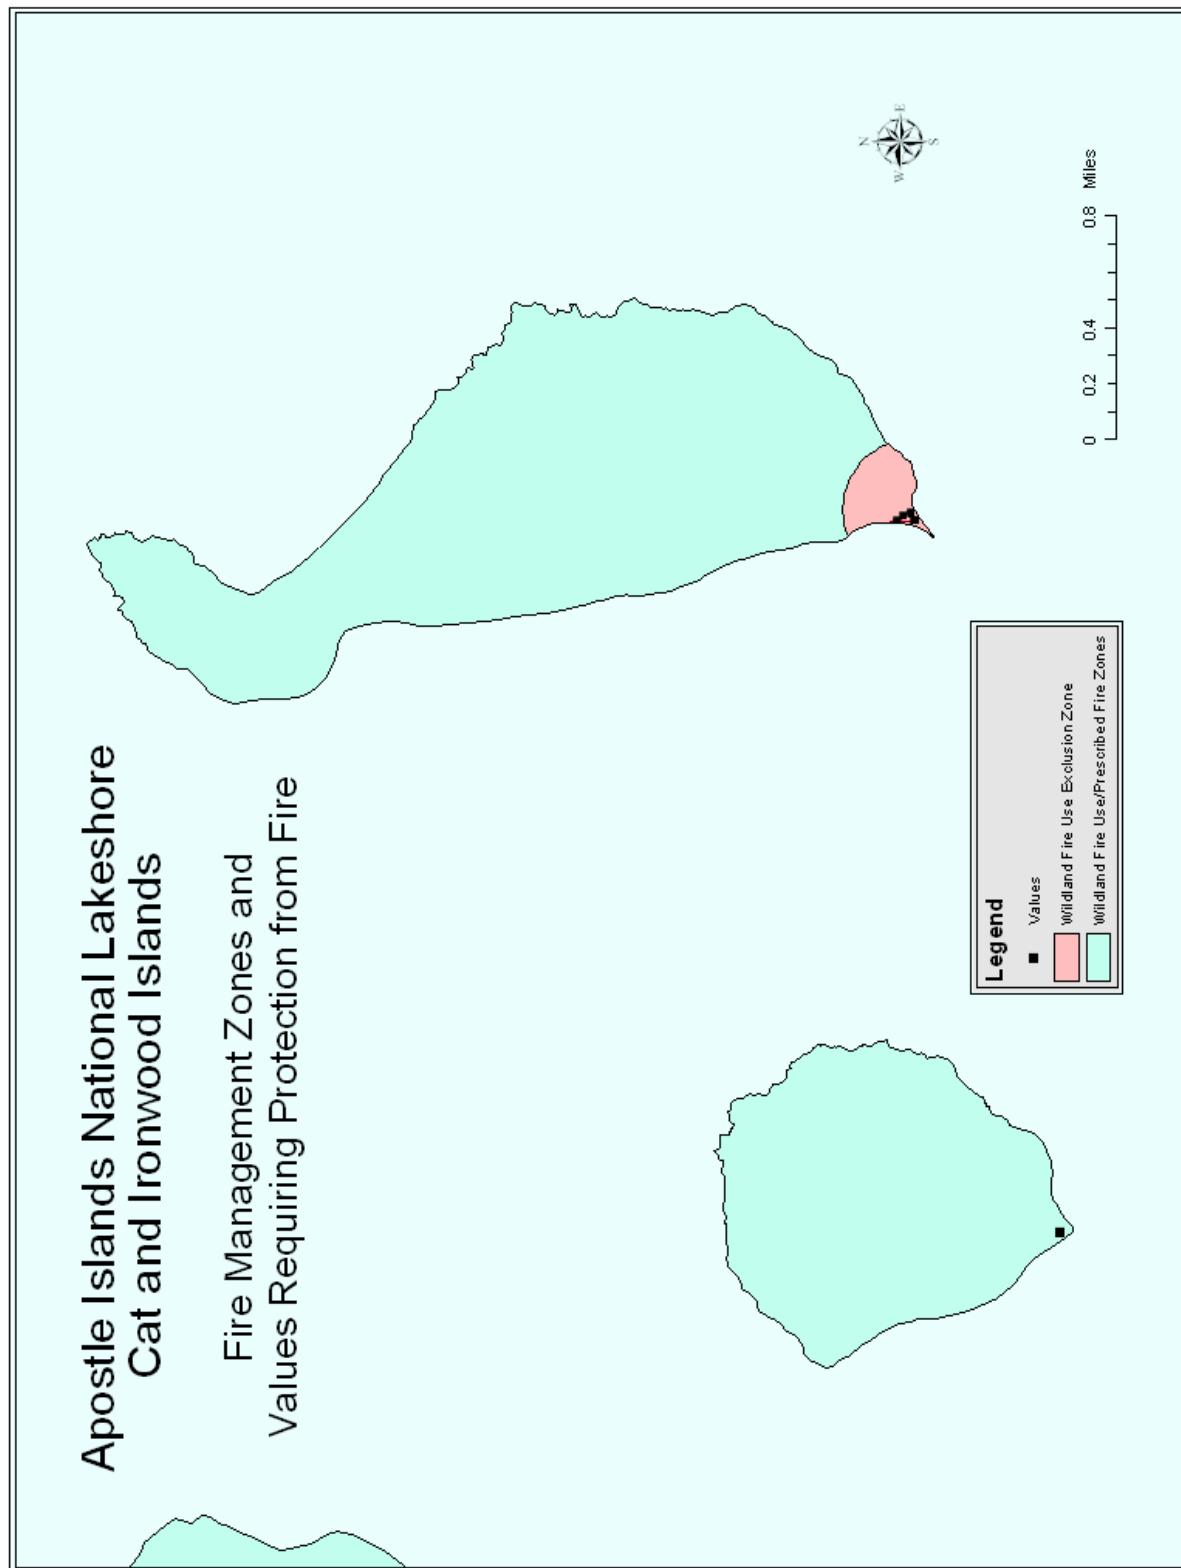 Apostle Islands National Lakeshore
Cat and Ironwood Islands
Fire Management Zones and
Values Requiring Protection from Fire
N
W E
S
0 0.2 0.4 0.8 Miles
Legend
Values
Wildland Fire Use Exclusion Zone
Wildland Fire Use/Prescribed Fire Zones